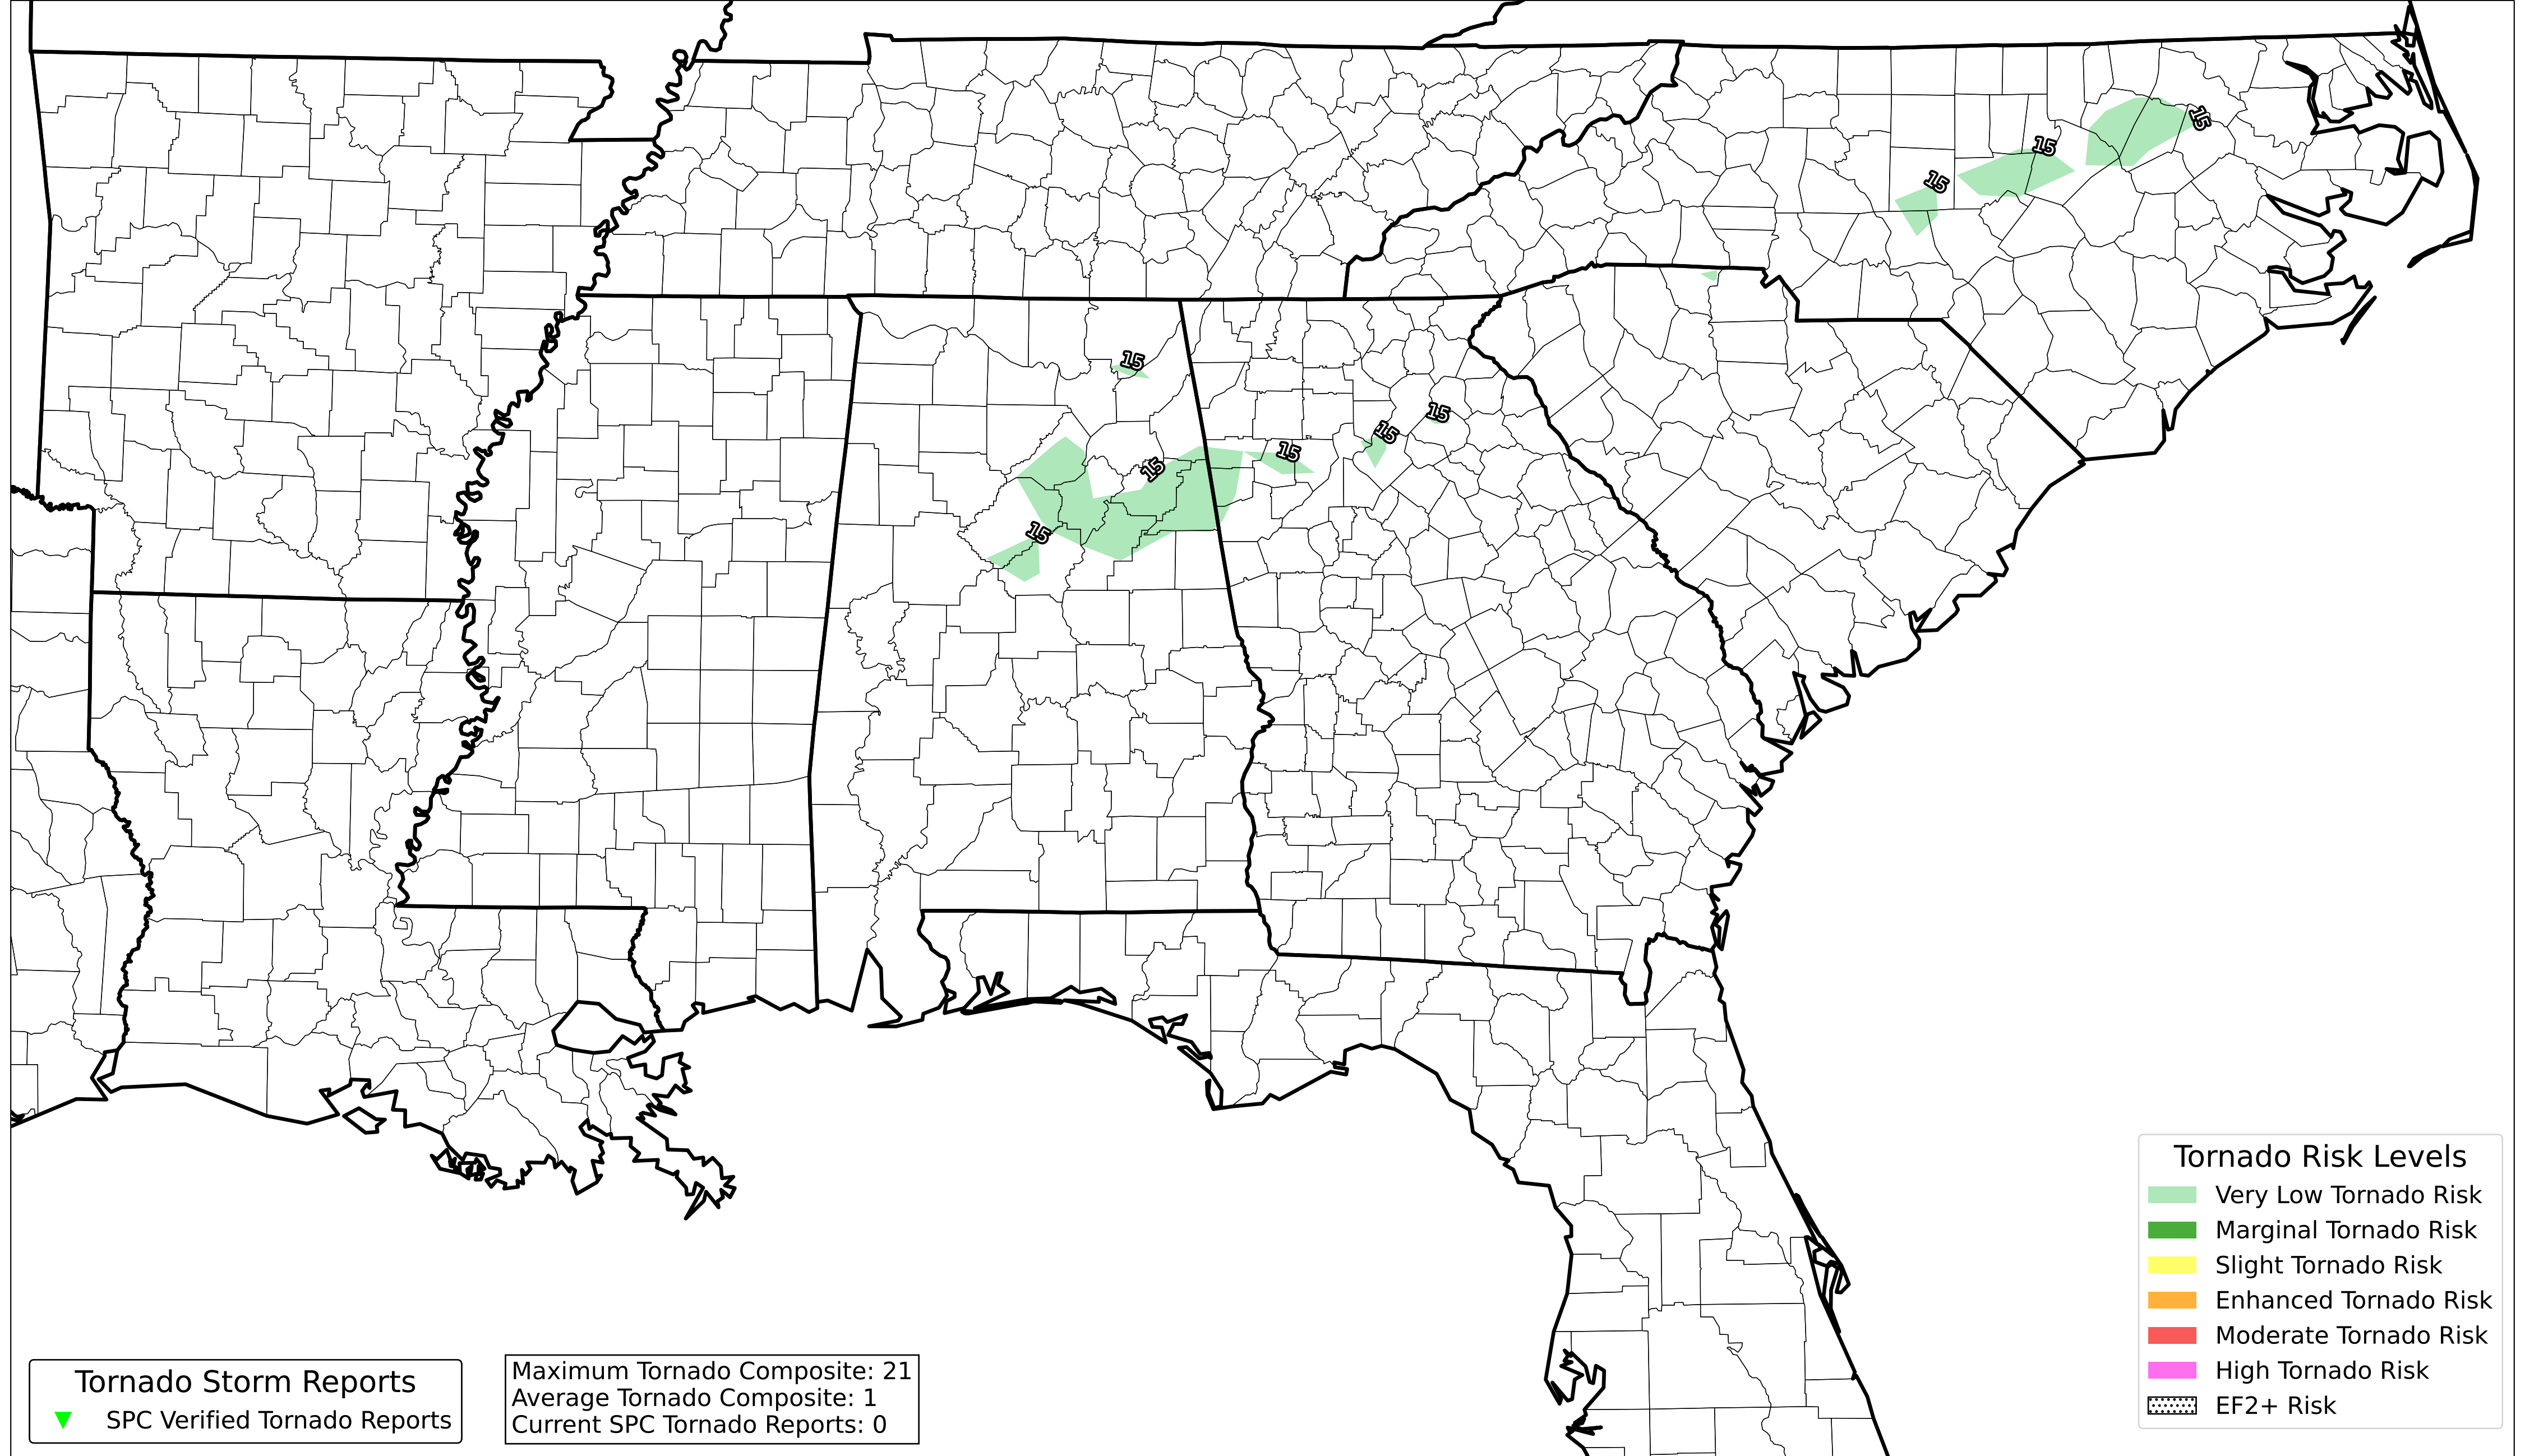 15
15
15
15
15
15
15
15
15
Tornado Risk Levels
Very Low Tornado Risk
Marginal Tornado Risk
Slight Tornado Risk
Enhanced Tornado Risk
Moderate Tornado Risk
High Tornado Risk
EF2+ Risk
Tornado Storm Reports
SPC Verified Tornado Reports
Maximum Tornado Composite: 21
Average Tornado Composite: 1
Current SPC Tornado Reports: 0